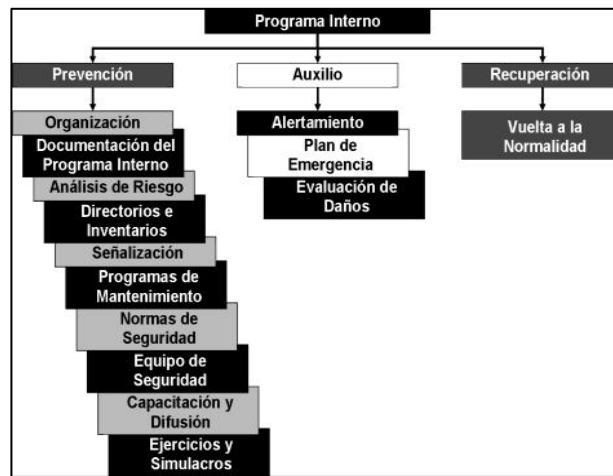 Programa Interno
Prevención
Auxilio
Recuperación
Organización
Documentación del
Programa Interno
Análisis de Riesgo
Directorios e
Inventarios
Señalización
Programas de
Mantenimiento
Normas de
Seguridad
Equipo de
Seguridad
Capacitación y
Difusión
Ejercicios y
Simulacros
Alertamiento
Plan de
Emergencia
Evaluación de
Daños
Vuelta a la
Normalidad